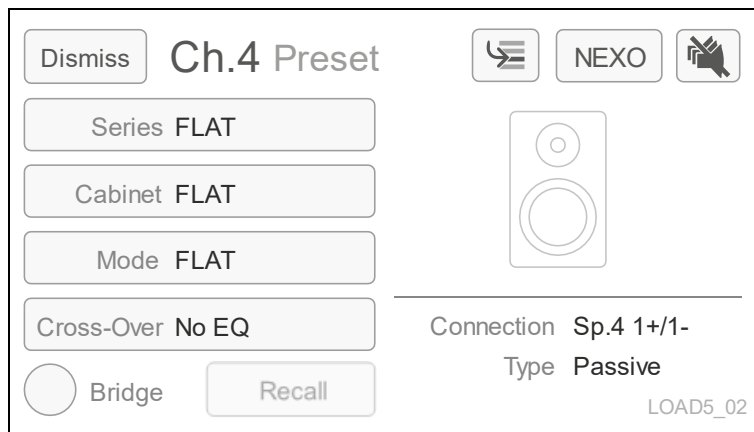 Dismiss Ch.4 Preset NEXO
Series FLAT
Cabinet FLAT
Mode FLAT
Cross-Over No EQ
Bridge Recall
Connection Sp.4 1+/1-
Type Passive
LOAD5_02